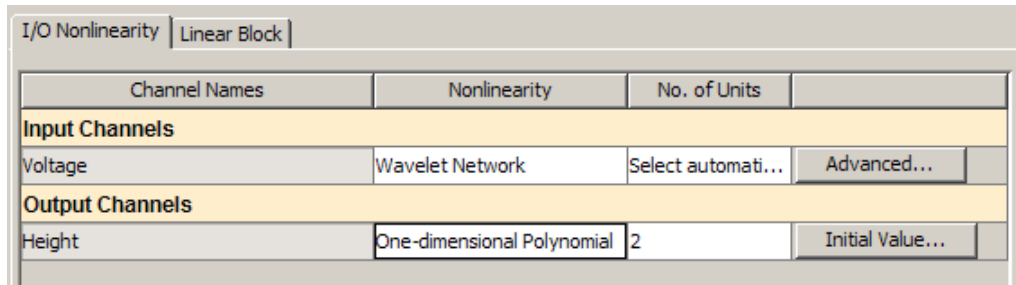 I/O Nonlinearity Linear Block
Channel Names Nonlinearity No. of Units
Input Channels
Voltage Wavelet Network Select automati... Advanced...
Output Channels
Height One-dimensional Polynomial 2 Initial Value...